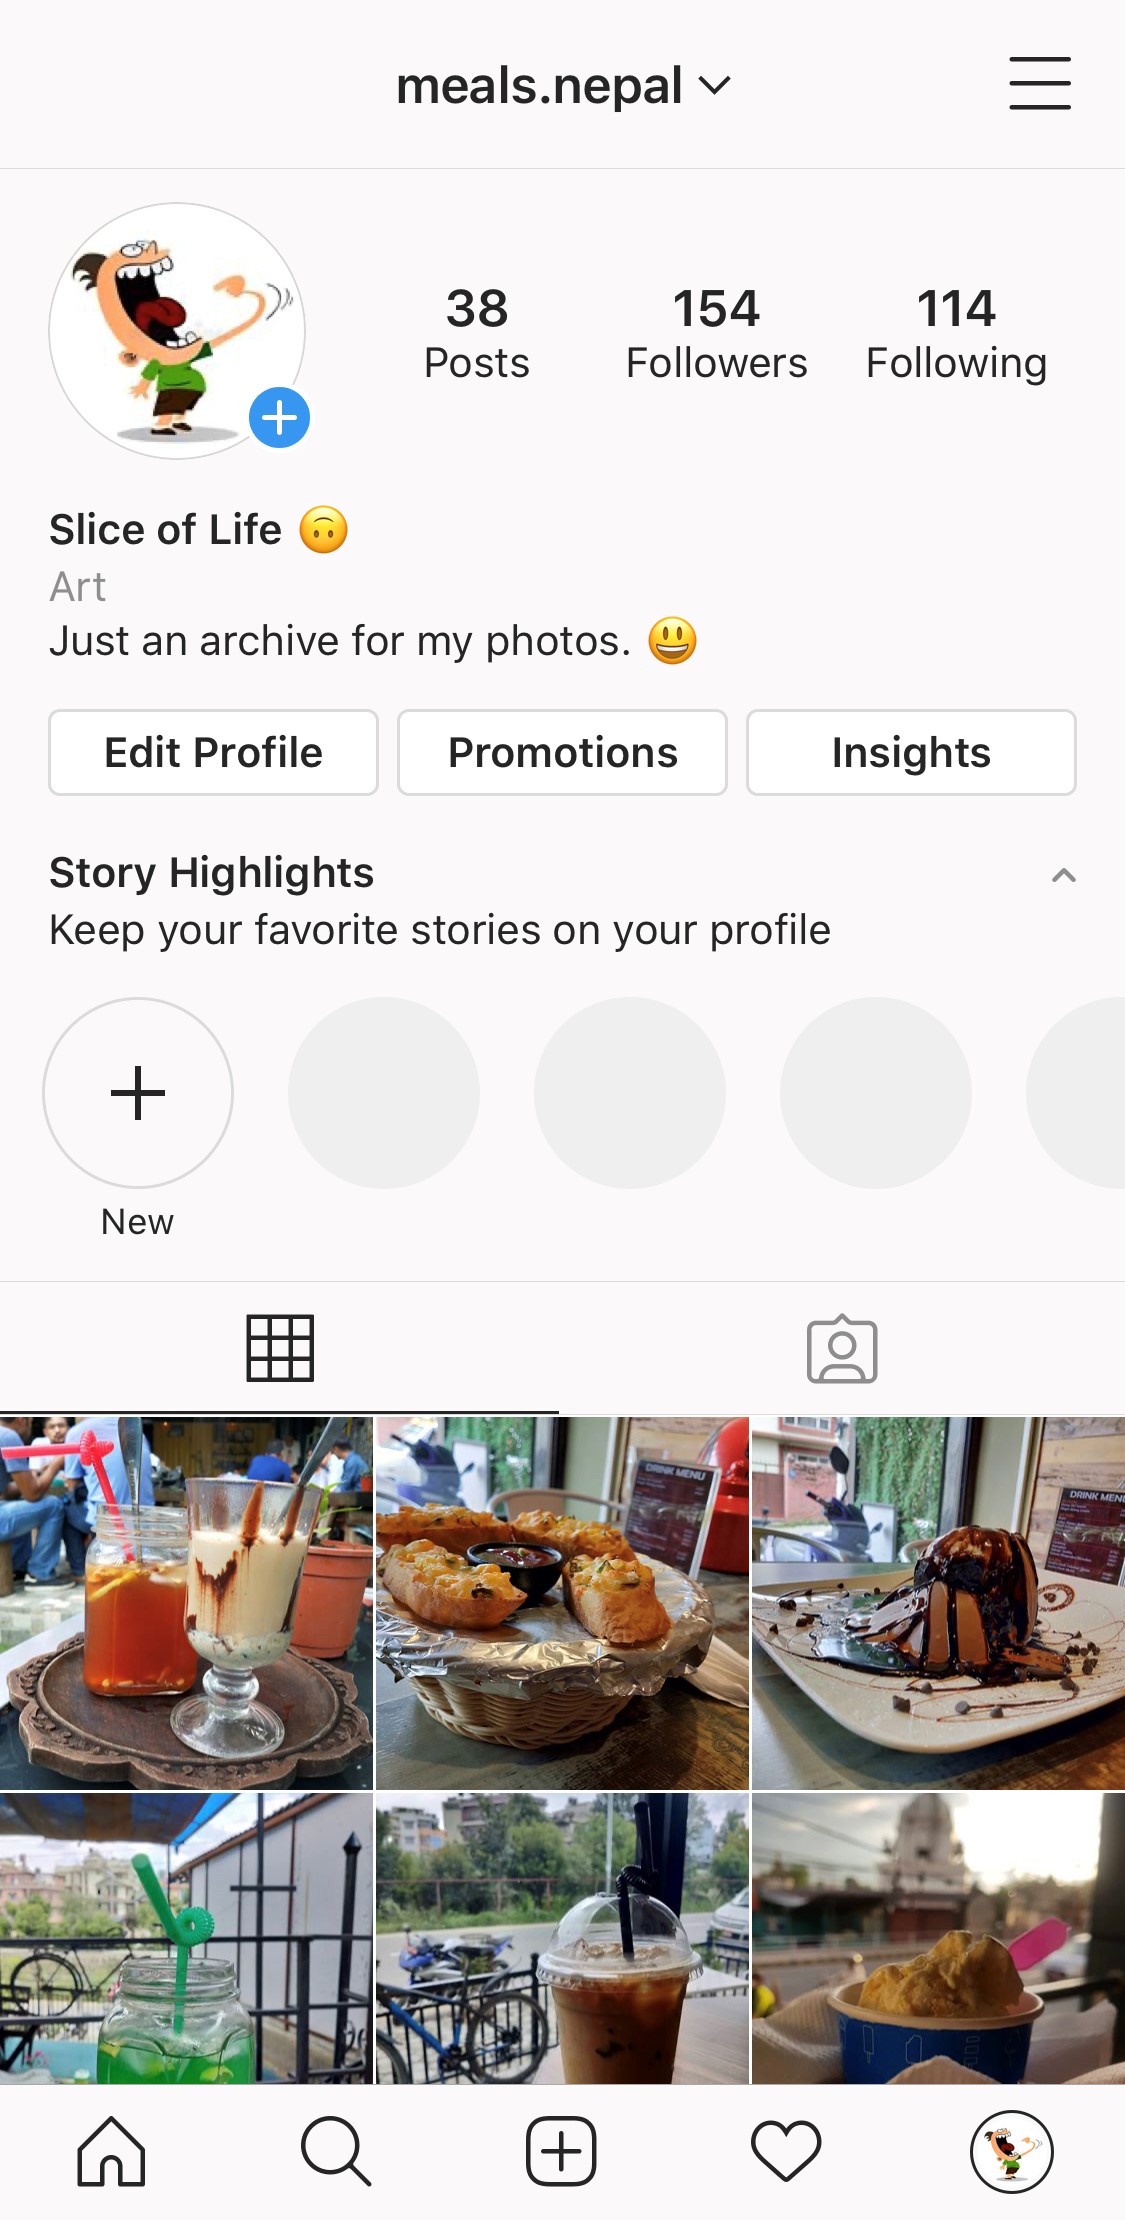 meals.nepal
38
Posts
154
Followers
114
Following
Slice of Life 🙃
Art
Just an archive for my photos. 😃
Edit Profile
Promotions
Insights
Story Highlights
Keep your favorite stories on your profile
New
DRINK MENU
DRINK MENU